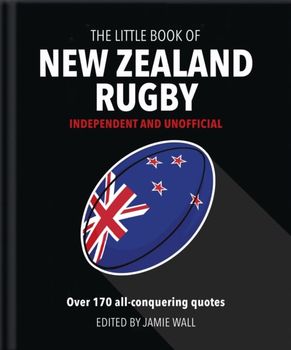 THE LITTLE BOOK OF
NEW ZEALAND
RUGBY
INDEPENDENT AND UNOFFICIAL
Over 170 all-conquering quotes
EDITED BY JAMIE WALL